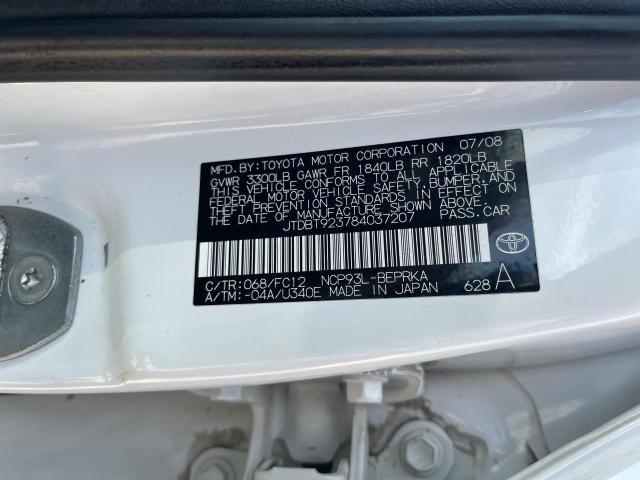 MFD.BY:TOYOTA MOTOR CORPORATION 07/08
GVWR 3300LB GAWR FR 1840LB RR 1820LB
THIS VEHICLE CONFORMS TO ALL APPLICABLE
FEDERAL MOTOR VEHICLE SAFETY, BUMPER, AND
THEFT PREVENTION STANDARDS IN EFFECT ON
THE DATE OF MANUFACTURE SHOWN ABOVE.
JTDBT923784037207 PASS.CAR
C/TR:068/FC12 NCP93L-BEPRKA
A/TM:-04A/U340E MADE IN JAPAN 628 A